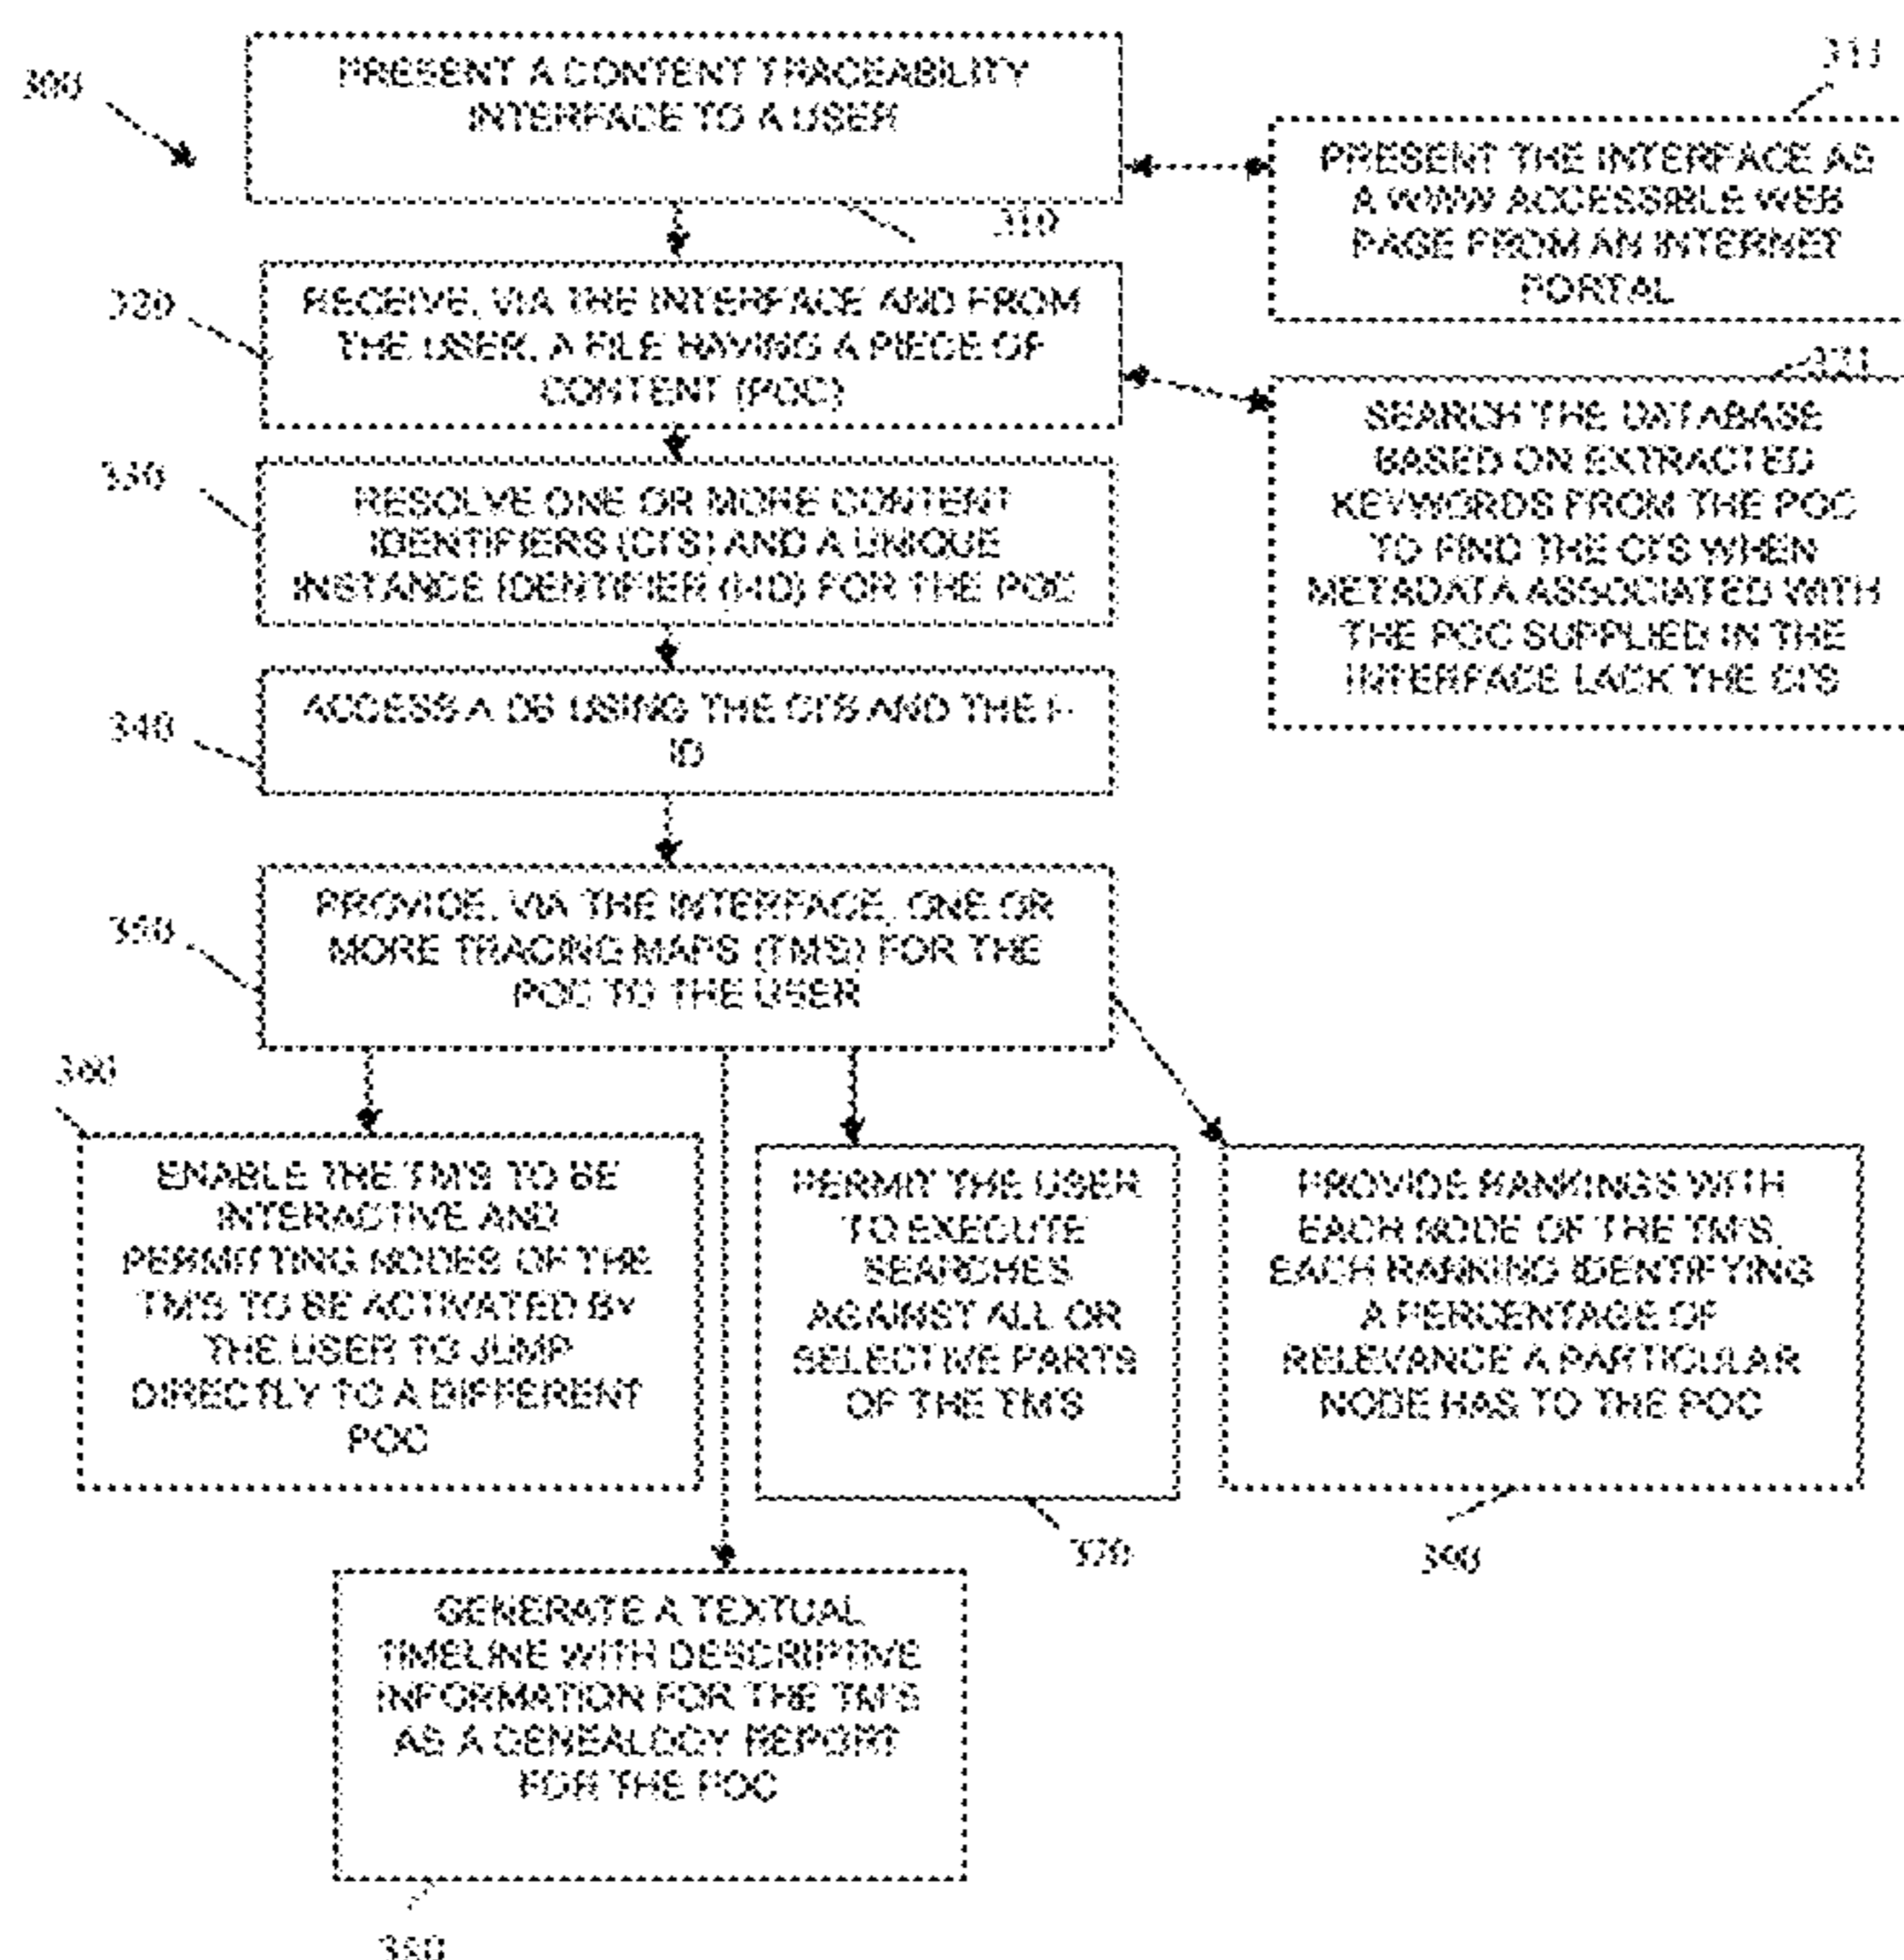 300
PRESENT A CONTENT TRACEABILITY
INTERFACE TO A USER
310
311
PRESENT THE INTERFACE AS
A WWW ACCESSIBLE WEB
PAGE FROM AN INTERNET
PORTAL
320
RECEIVE, VIA THE INTERFACE AND FROM
THE USER, A FILE HAVING A PIECE OF
CONTENT (POC)
321
SEARCH THE DATABASE
BASED ON EXTRACTED
KEYWORDS FROM THE POC
TO FIND THE CI'S WHEN
METADATA ASSOCIATED WITH
THE POC SUPPLIED IN THE
INTERFACE LACK THE CI'S
330
RESOLVE ONE OR MORE CONTENT
IDENTIFIERS (CI'S) AND A UNIQUE
INSTANCE IDENTIFIER (I-ID) FOR THE POC
340
ACCESS A DB USING THE CI'S AND THE I-
ID
350
PROVIDE, VIA THE INTERFACE, ONE OR
MORE TRACING MAPS (TM'S) FOR THE
POC TO THE USER
360
ENABLE THE TM'S TO BE
INTERACTIVE AND
PERMITTING NODES OF THE
TM'S TO BE ACTIVATED BY
THE USER TO JUMP
DIRECTLY TO A DIFFERENT
POC
PERMIT THE USER
TO EXECUTE
SEARCHES
AGAINST ALL OR
SELECTIVE PARTS
OF THE TM'S
370
PROVIDE RANKINGS WITH
EACH NODE OF THE TM'S,
EACH RANKING IDENTIFYING
A PERCENTAGE OF
RELEVANCE A PARTICULAR
NODE HAS TO THE POC
390
GENERATE A TEXTUAL
TIMELINE WITH DESCRIPTIVE
INFORMATION FOR THE TM'S
AS A GENEALOGY REPORT
FOR THE POC
380